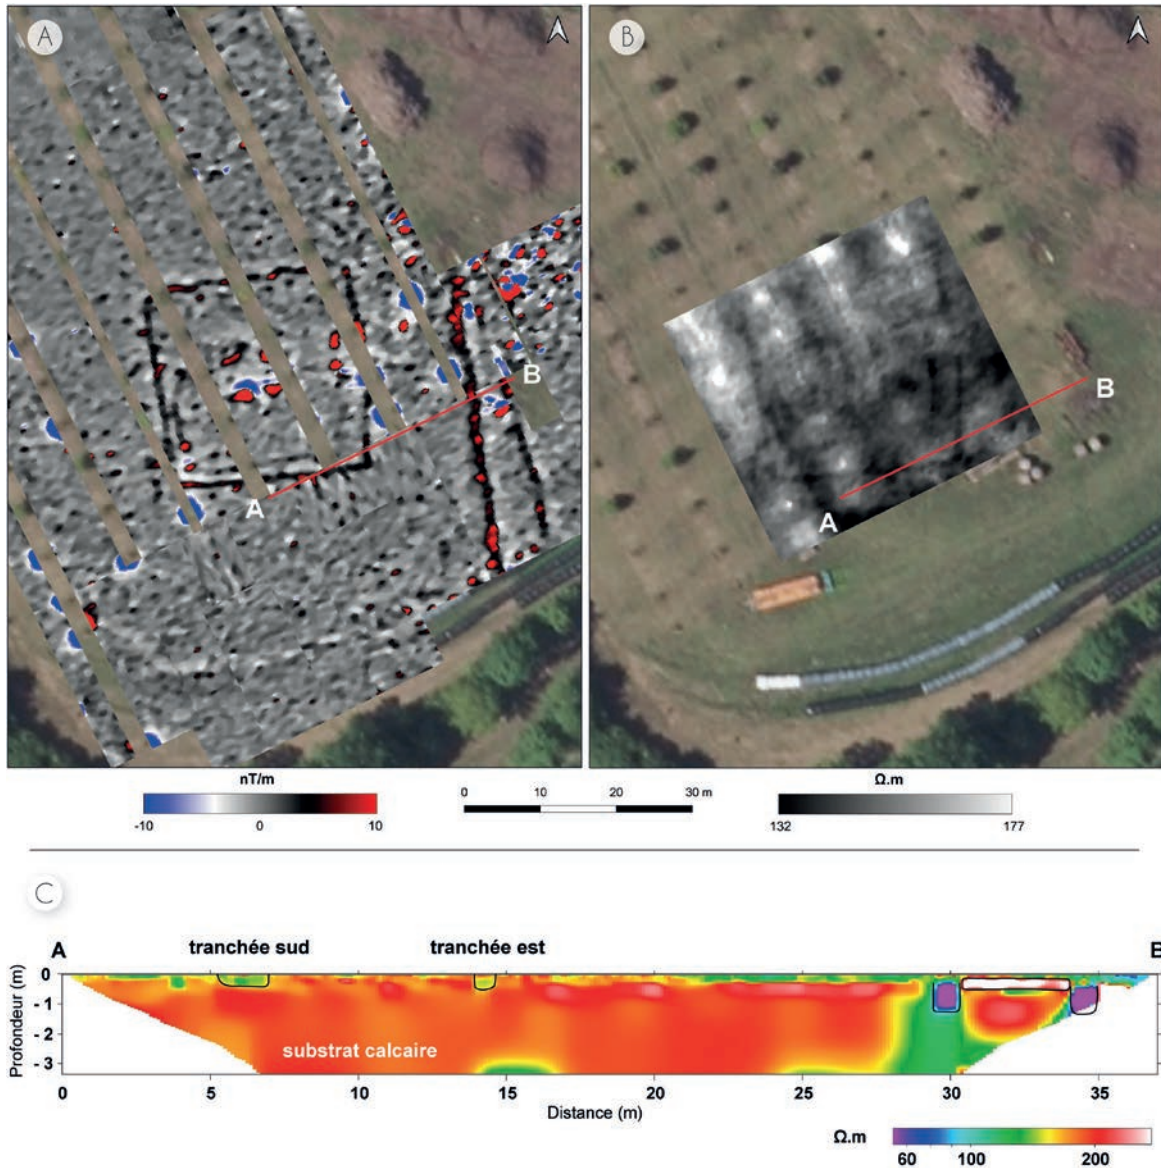 A
B
B
A
B
A
nT/m
-10
0
10
0
10
20
30 m
Ω.m
132
177
C
A
tranchée sud
tranchée est
B
Profondeur (m)
0
- 1
- 2
- 3
substrat calcaire
0
5
10
15
20
25
30
35
Distance (m)
Ω.m
60
100
200